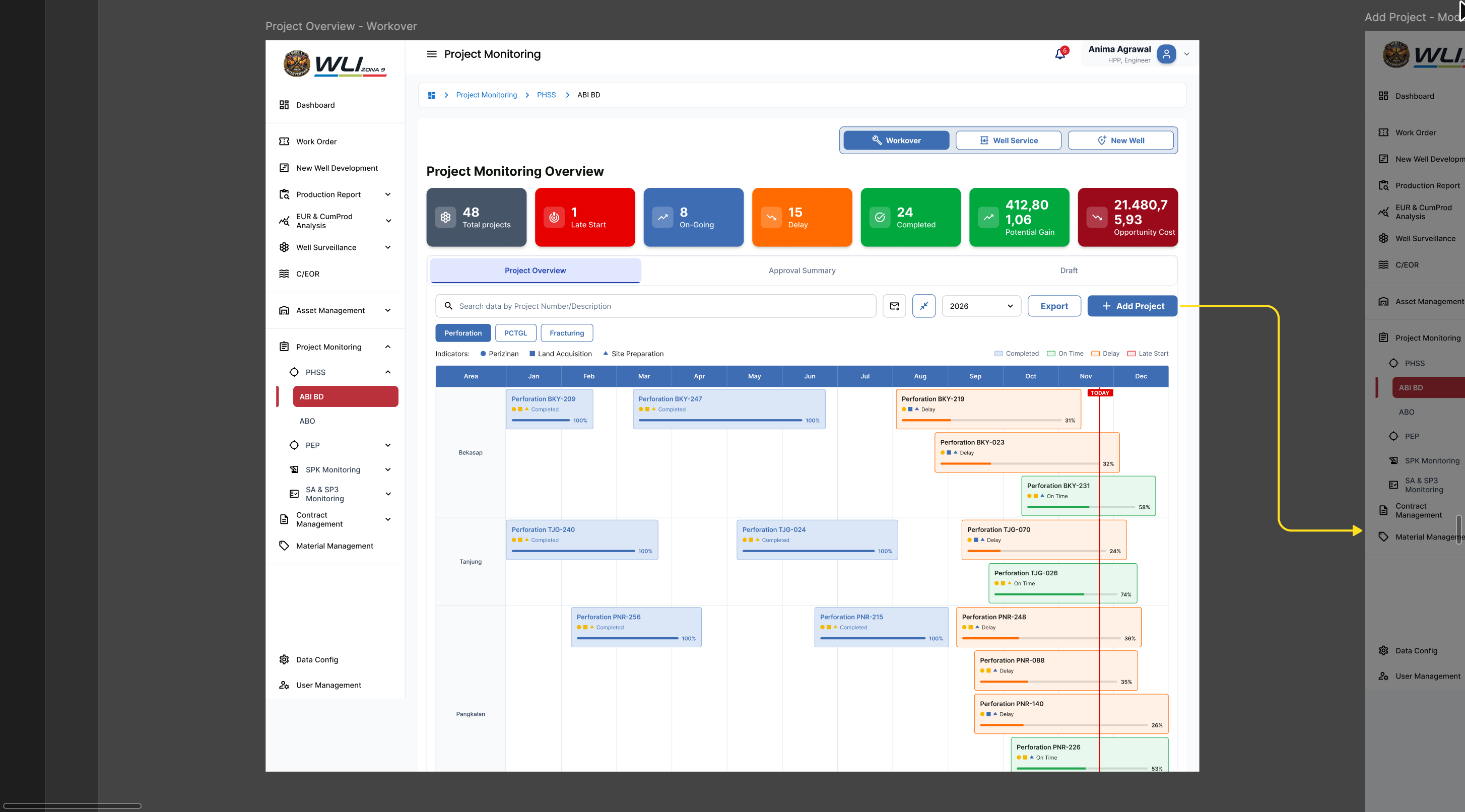 Project Overview - Workover
Add Project - Mod
WLI ZONA 9
Project Monitoring
6
Anima Agrawal
HPP, Engineer
Dashboard
Work Order
New Well Development
Production Report
EUR & CumProd
Analysis
Well Surveillance
C/EOR
Asset Management
Project Monitoring
PHSS
ABI BD
ABO
PEP
SPK Monitoring
SA & SP3
Monitoring
Contract
Management
Material Management
Data Config
User Management
Project Monitoring > PHSS > ABI BD
Workover
Well Service
New Well
Project Monitoring Overview
48
Total projects
1
Late Start
8
On-Going
15
Delay
24
Completed
412,80
1,06
Potential Gain
21.480,7
5,93
Opportunity Cost
Project Overview
Approval Summary
Draft
Search data by Project Number/Description
2026
Export
+ Add Project
Perforation
PCTGL
Fracturing
Indicators: Perizinan Land Acquisition Site Preparation
Completed On Time Delay Late Start
Area Jan Feb Mar Apr May Jun Jul Aug Sep Oct Nov Dec
TODAY
Bekasap
Perforation BKY-209
Completed
100%
Perforation BKY-247
Completed
100%
Perforation BKY-219
Delay
31%
Perforation BKY-023
Delay
32%
Perforation BKY-231
On Time
58%
Tanjung
Perforation TJG-240
Completed
100%
Perforation TJG-024
Completed
100%
Perforation TJG-070
Delay
24%
Perforation TJG-026
On Time
74%
Pangkalan
Perforation PNR-256
Completed
100%
Perforation PNR-215
Completed
100%
Perforation PNR-248
Delay
36%
Perforation PNR-088
Delay
35%
Perforation PNR-140
Delay
26%
Perforation PNR-226
On Time
53%
WLI
Dashboard
Work Order
New Well Developm
Production Report
EUR & CumProd
Analysis
Well Surveillance
C/EOR
Asset Management
Project Monitoring
PHSS
ABI BD
ABO
PEP
SPK Monitoring
SA & SP3
Monitoring
Contract
Management
Material Manageme
Data Config
User Management